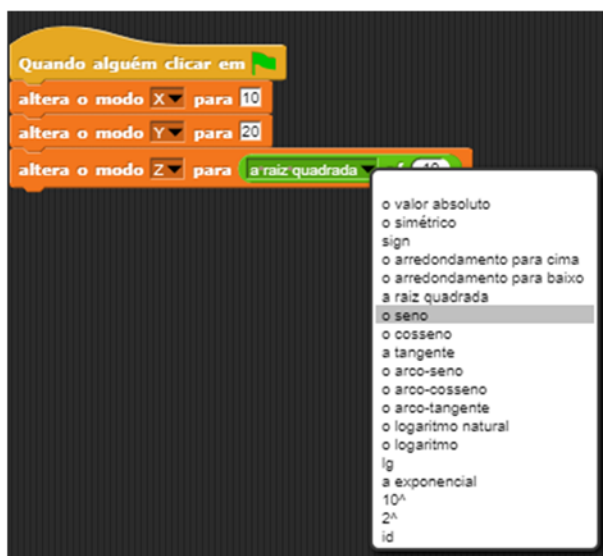 Quando alguém clicar em
altera o modo X para 10
altera o modo Y para 20
altera o modo Z para a raiz quadrada
o valor absoluto
o simétrico
sign
o arredondamento para cima
o arredondamento para baixo
a raiz quadrada
o seno
o cosseno
a tangente
o arco-seno
o arco-cosseno
o arco-tangente
o logaritmo natural
o logaritmo
lg
a exponencial
10^
2^
id